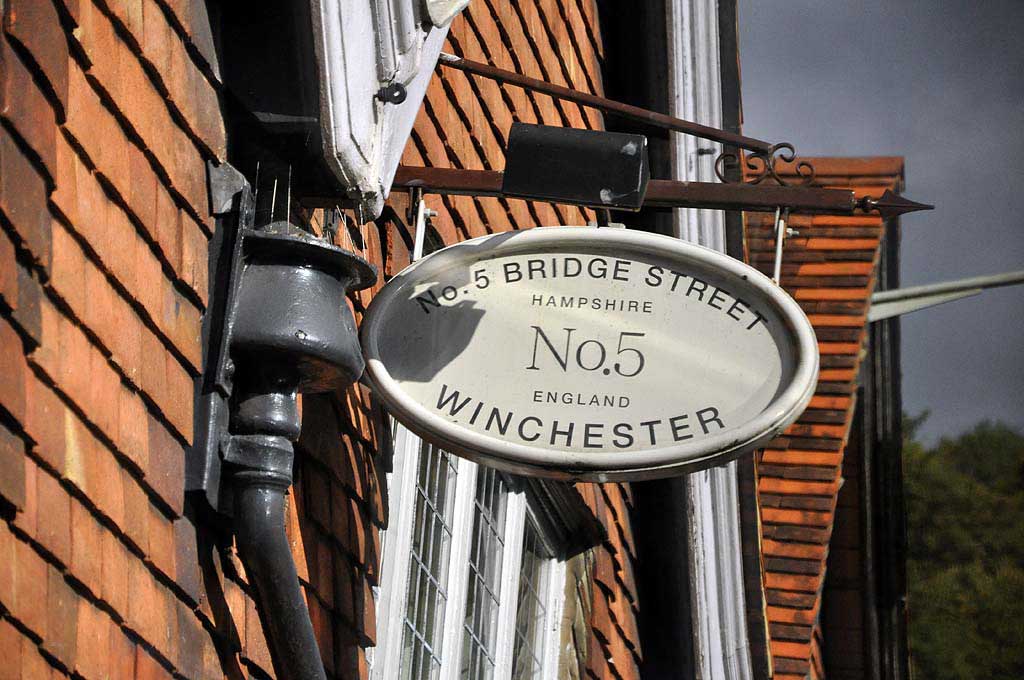 No.5 BRIDGE STREET
HAMPSHIRE
No.5
ENGLAND
WINCHESTER